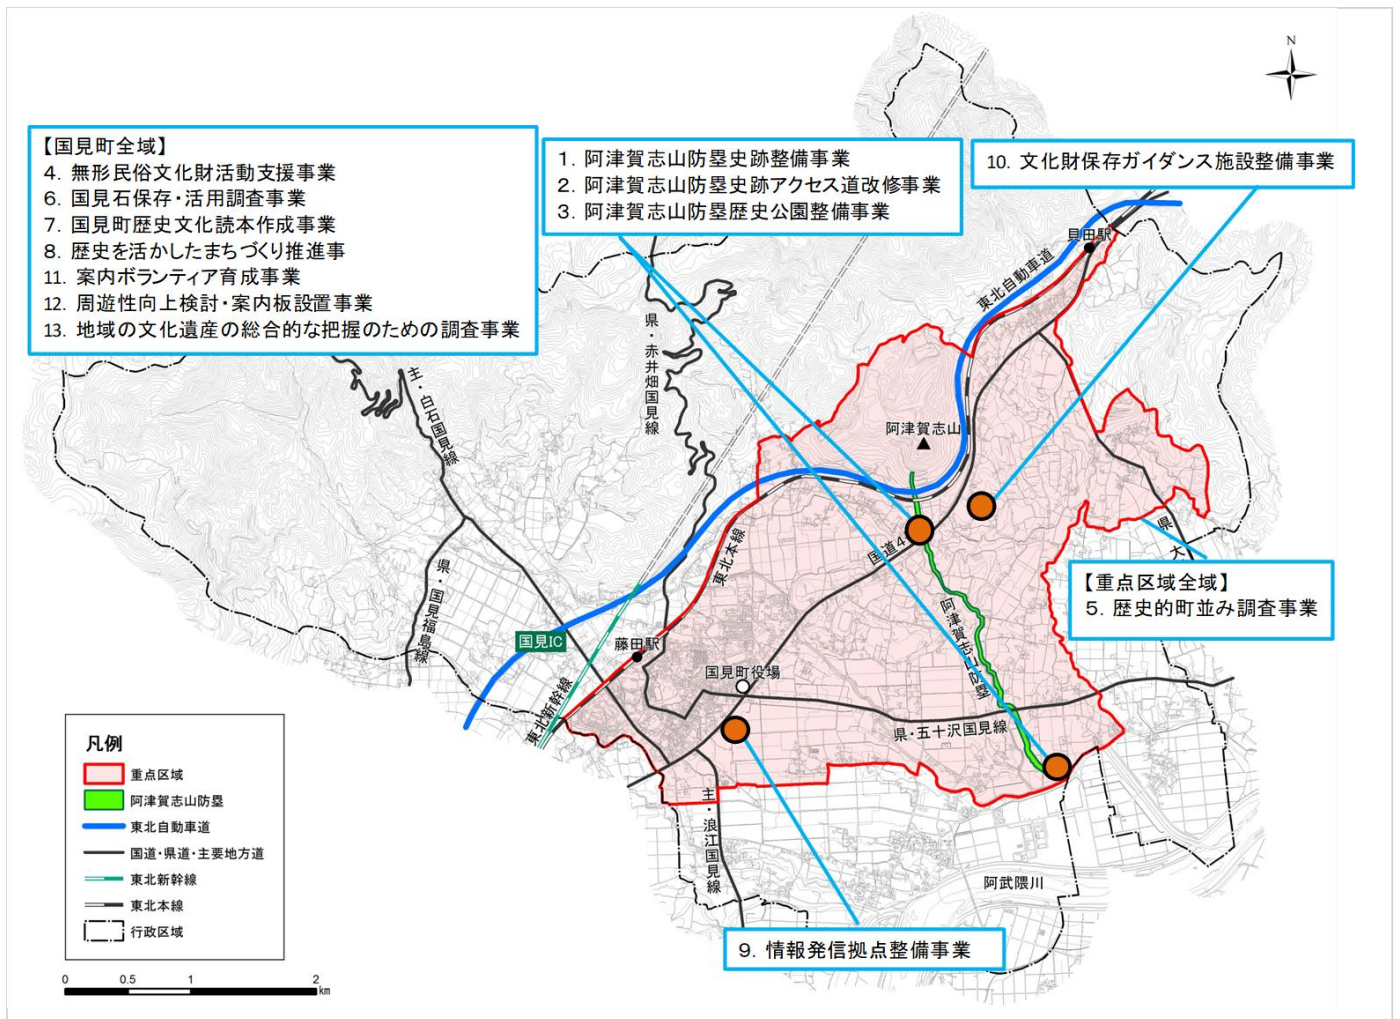 N
【国見町全域】
4. 無形民俗文化財活動支援事業
6. 国見石保存・活用調査事業
7. 国見町歴史文化読本作成事業
8. 歴史を活かしたまちづくり推進事
11. 案内ボランティア育成事業
12. 周遊性向上検討・案内板設置事業
13. 地域の文化遺産の総合的な把握のための調査事業
1. 阿津賀志山防塁史跡整備事業
2. 阿津賀志山防塁史跡アクセス道改修事業
3. 阿津賀志山防塁歴史公園整備事業
10. 文化財保存ガイダンス施設整備事業
貝田駅
東北自動車道
県・赤井畑国見線
主・白石国見線
阿津賀志山
国道4
東北本線
県・国見福島線
県
大
【重点区域全域】
5. 歴史的町並み調査事業
阿津賀志山防塁
国見IC
藤田駅
国見町役場
東北新幹線
県・五十沢国見線
主・浪江国見線
阿武隈川
9. 情報発信拠点整備事業
凡例
重点区域
阿津賀志山防塁
東北自動車道
国道・県道・主要地方道
東北新幹線
東北本線
行政区域
0 0.5 1 2
km